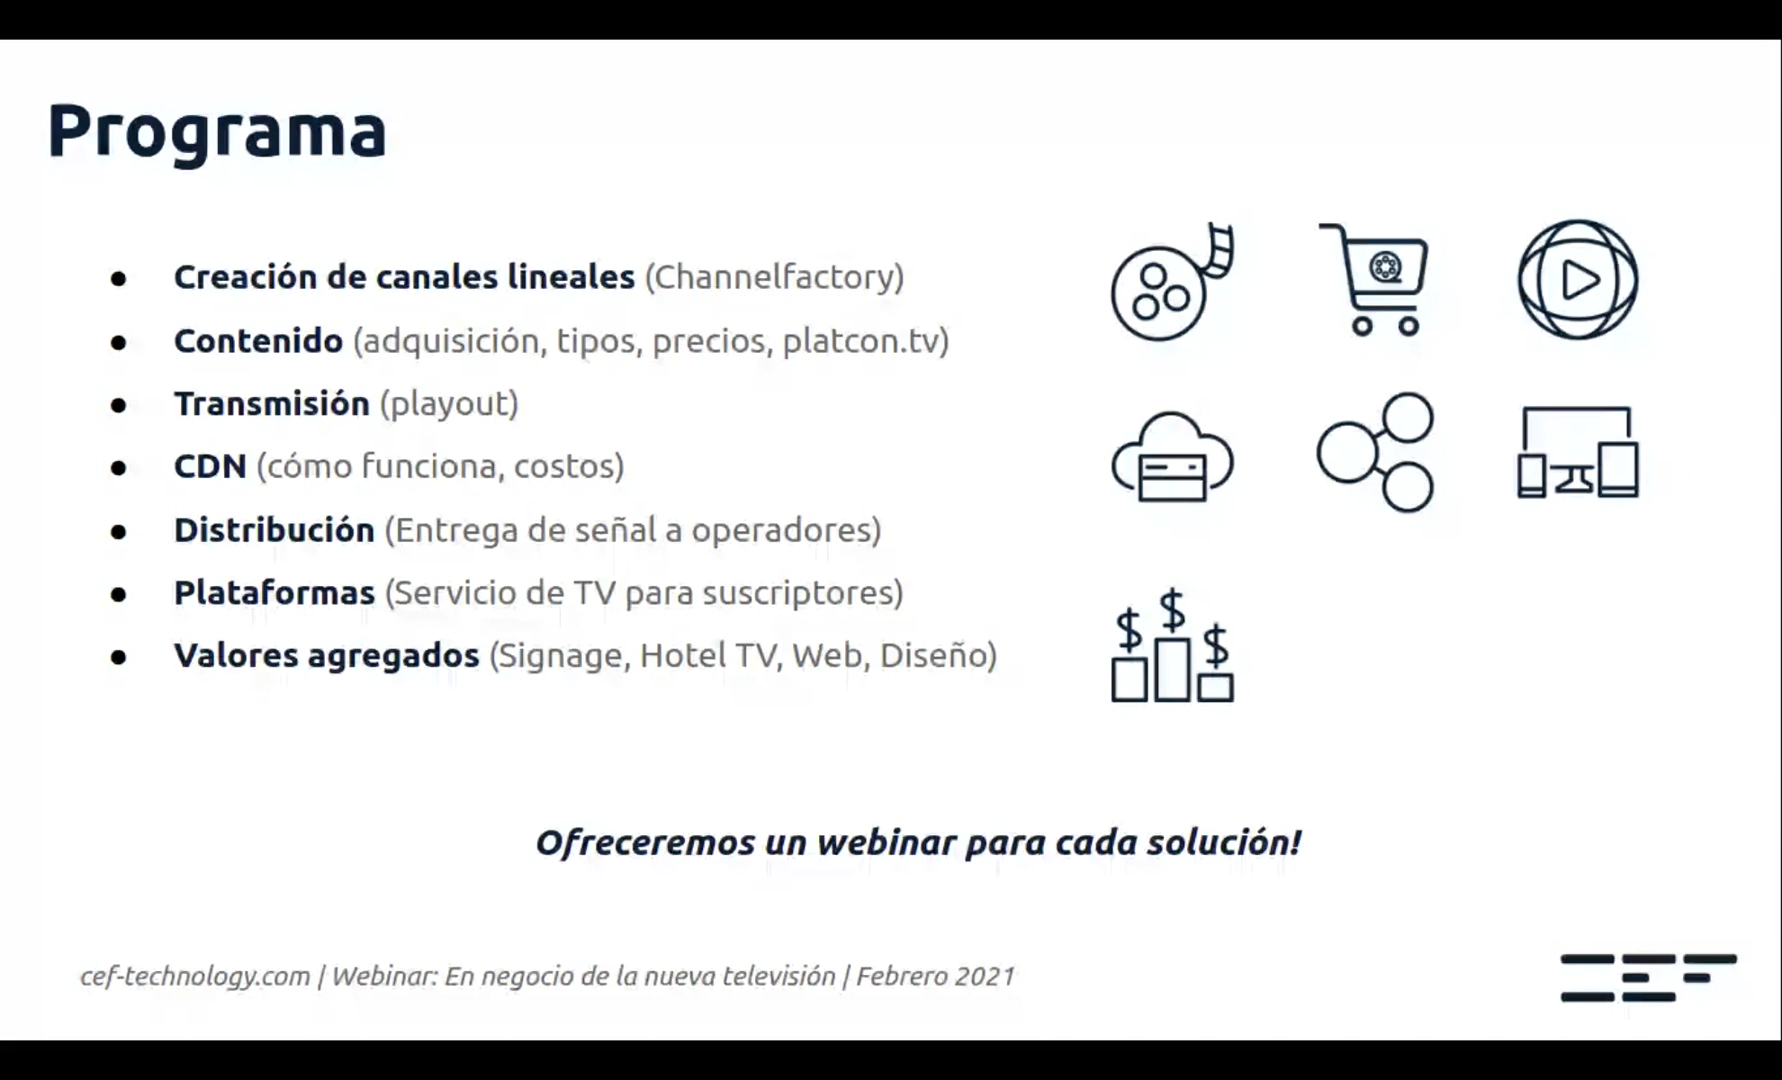 Programa
● Creación de canales lineales (Channelfactory)
● Contenido (adquisición, tipos, precios, platcon.tv)
● Transmisión (playout)
● CDN (cómo funciona, costos)
● Distribución (Entrega de señal a operadores)
● Plataformas (Servicio de TV para suscriptores)
● Valores agregados (Signage, Hotel TV, Web, Diseño)
$ $ $
Ofreceremos un webinar para cada solución!
cef-technology.com | Webinar: En negocio de la nueva televisión | Febrero 2021
CEF